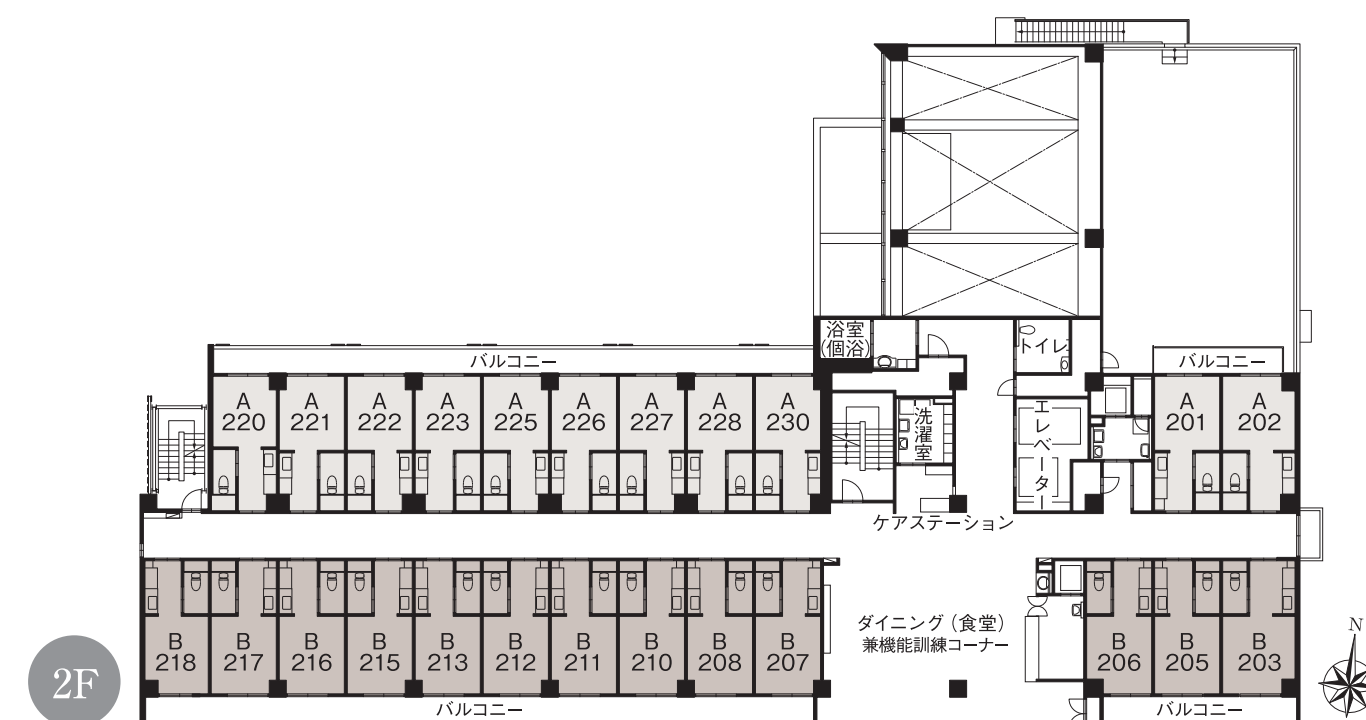 浴室
(個浴)
トイレ
バルコニー
バルコニー
A
220
A
221
A
222
A
223
A
225
A
226
A
227
A
228
A
230
洗濯室
エレベーター
A
201
A
202
ケアステーション
B
218
B
217
B
216
B
215
B
213
B
212
B
211
B
210
B
208
B
207
ダイニング（食堂）
兼機能訓練コーナー
B
206
B
205
B
203
N
2F
バルコニー
バルコニー